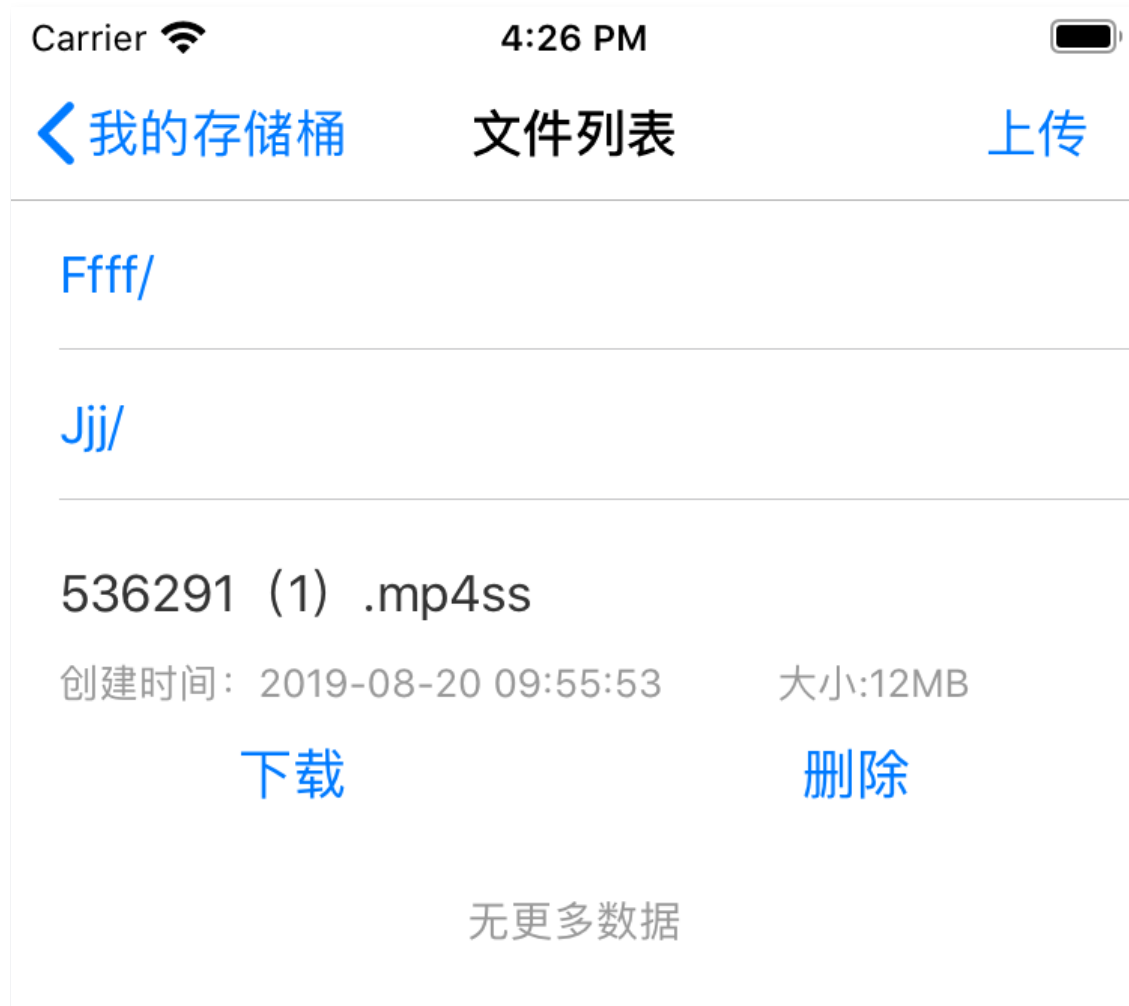 Carrier 4:26 PM
我的存储桶 文件列表 上传
Ffff/
Jjj/
536291（1）.mp4ss
创建时间：2019-08-20 09:55:53 大小:12MB
下载 删除
无更多数据